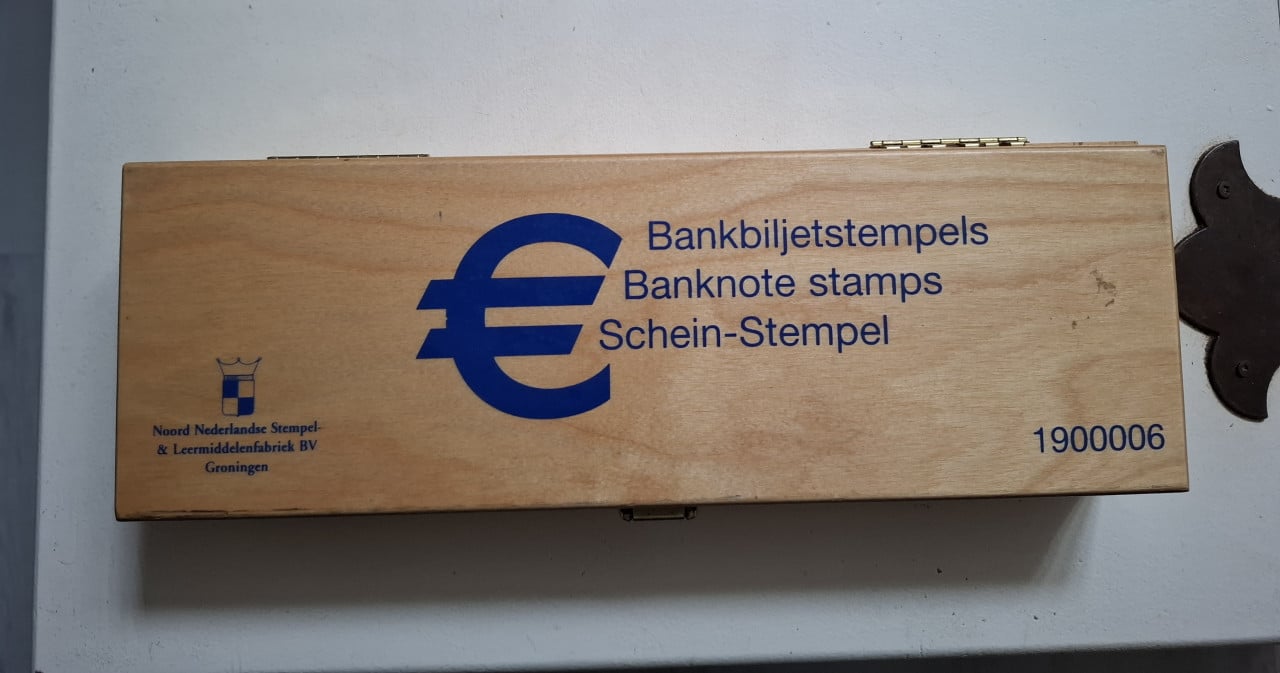 €
Bankbiljetstempels
Banknote stamps
Schein-Stempel
Noord Nederlandse Stempel-
& Leermiddelenfabriek BV
Groningen
1900006